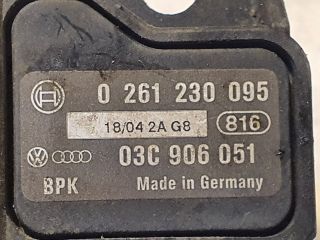 0 261 230 095
18/04 2A G8 816
03C 906 051
BPK Made in Germany